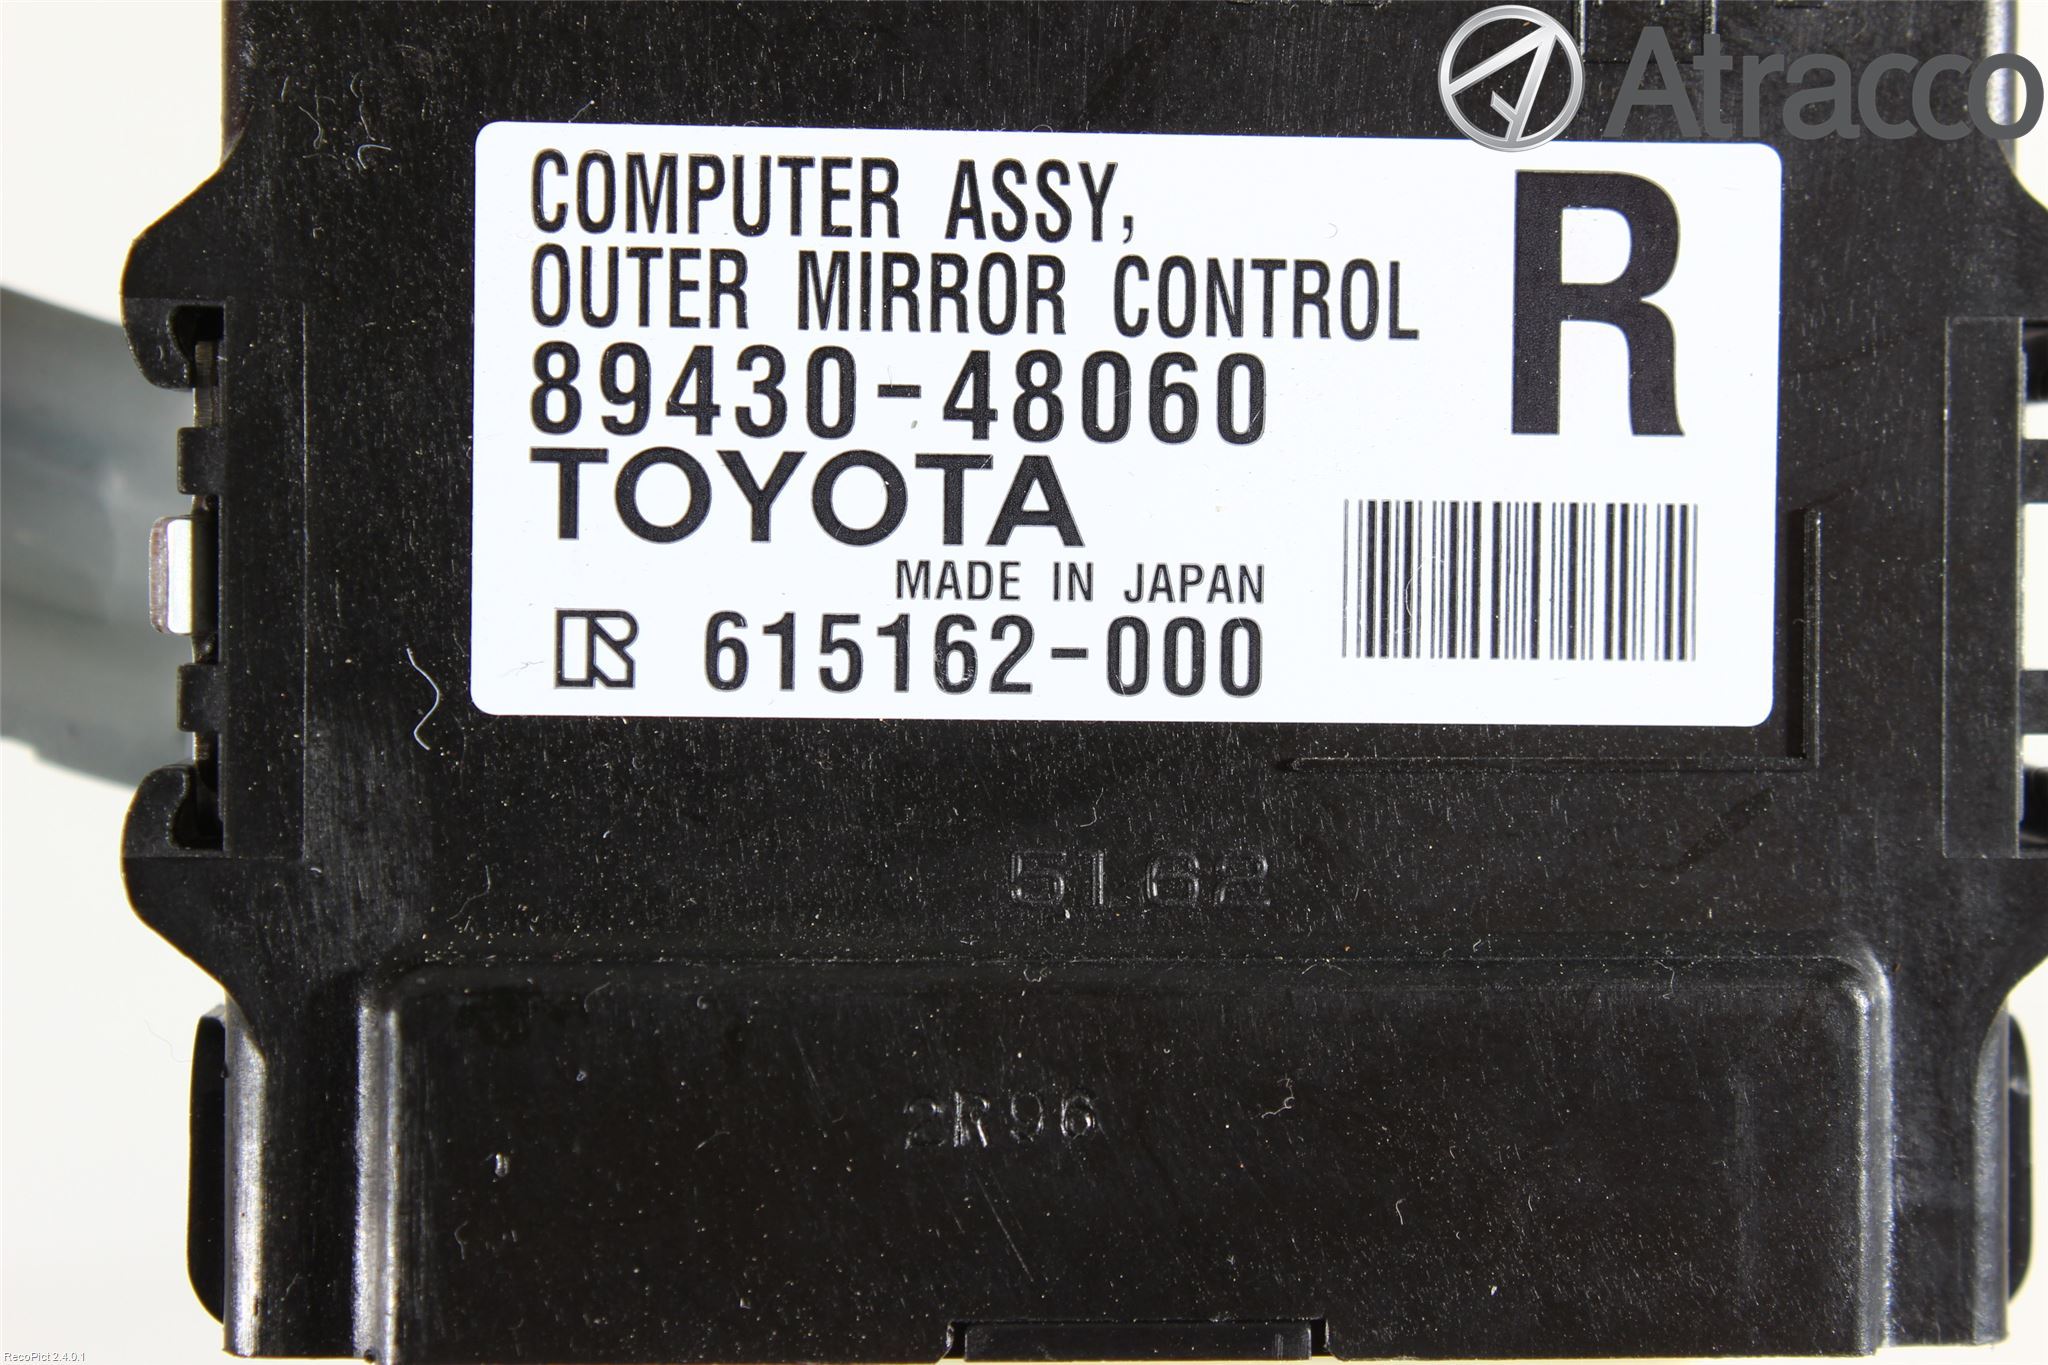 Atracco
COMPUTER ASSY,
OUTER MIRROR CONTROL
89430-48060
R
TOYOTA
MADE IN JAPAN
R 615162-000
5162
2R96
RecoPict 2.4.0.1